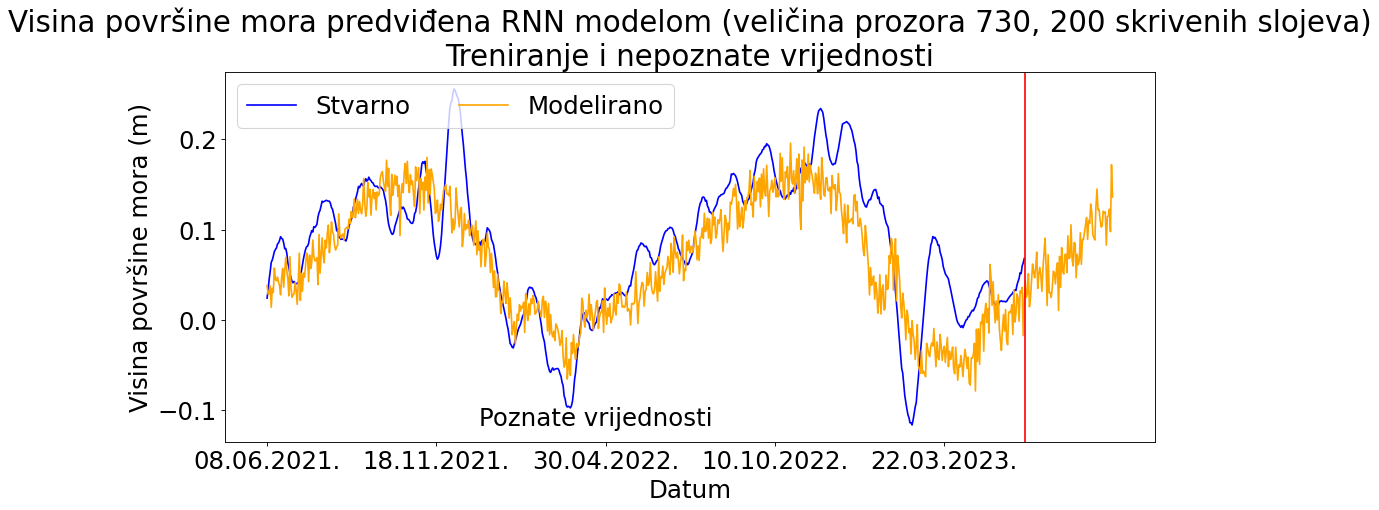 Visina površine mora predviđena RNN modelom (veličina prozora 730, 200 skrivenih slojeva)
Treniranje i nepoznate vrijednosti
Stvarno Modelirano
Visina površine mora (m)
0.2
0.1
0.0
−0.1
Poznate vrijednosti
08.06.2021. 18.11.2021. 30.04.2022. 10.10.2022. 22.03.2023.
Datum